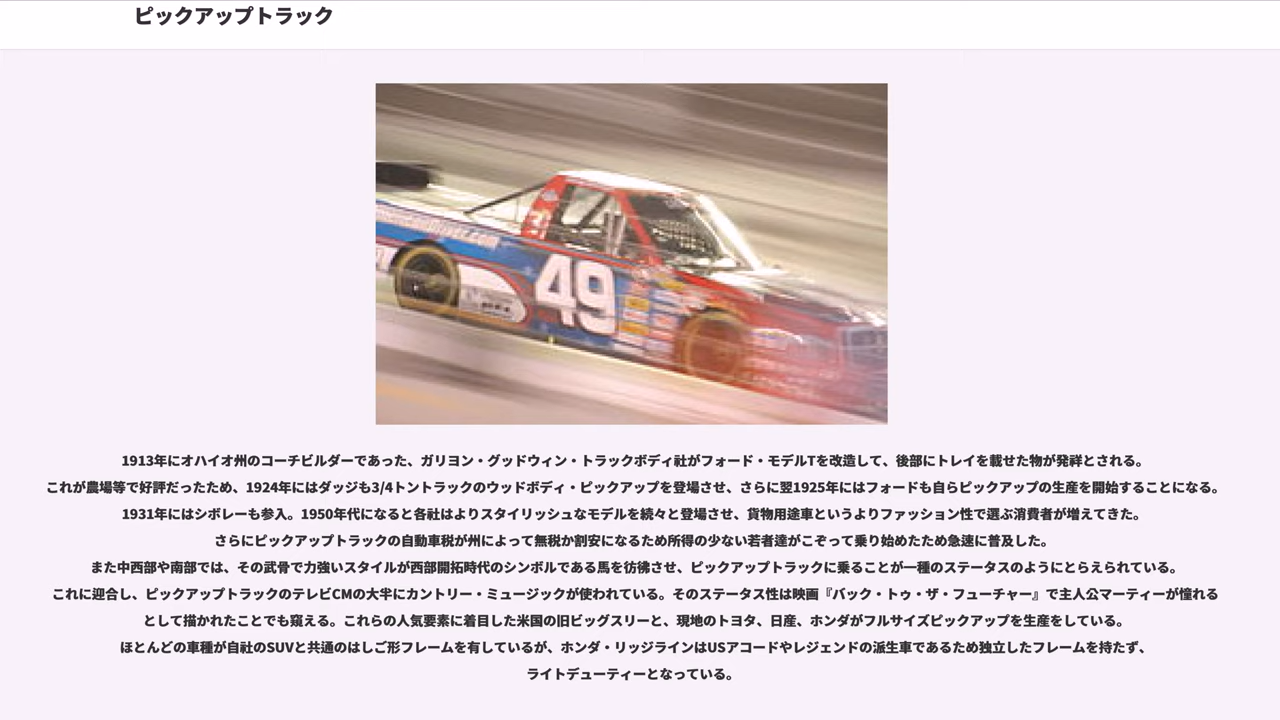 ピックアップトラック
49
1913年にオハイオ州のコーチビルダーであった、ガリヨン・グッドウィン・トラックボディ社がフォード・モデルTを改造して、後部にトレイを載せた物が発祥とされる。
これが農場等で好評だったため、1924年にはダッジも3/4トントラックのウッドボディ・ピックアップを登場させ、さらに翌1925年にはフォードも自らピックアップの生産を開始することになる。
1931年にはシボレーも参入。1950年代になると各社はよりスタイリッシュなモデルを続々と登場させ、貨物用途車というよりファッション性で選ぶ消費者が増えてきた。
さらにピックアップトラックの自動車税が州によって無税か割安になるため所得の少ない若者達がこぞって乗り始めたため急速に普及した。
また中西部や南部では、その武骨で力強いスタイルが西部開拓時代のシンボルである馬を彷彿させ、ピックアップトラックに乗ることが一種のステータスのようにとらえられている。
これに迎合し、ピックアップトラックのテレビCMの大半にカントリー・ミュージックが使われている。そのステータス性は映画『バック・トゥ・ザ・フューチャー』で主人公マーティーが憧れる
として描かれたことでも窺える。これらの人気要素に着目した米国の旧ビッグスリーと、現地のトヨタ、日産、ホンダがフルサイズピックアップを生産をしている。
ほとんどの車種が自社のSUVと共通のはしご形フレームを有しているが、ホンダ・リッジラインはUSアコードやレジェンドの派生車であるため独立したフレームを持たず、
ライトデューティーとなっている。